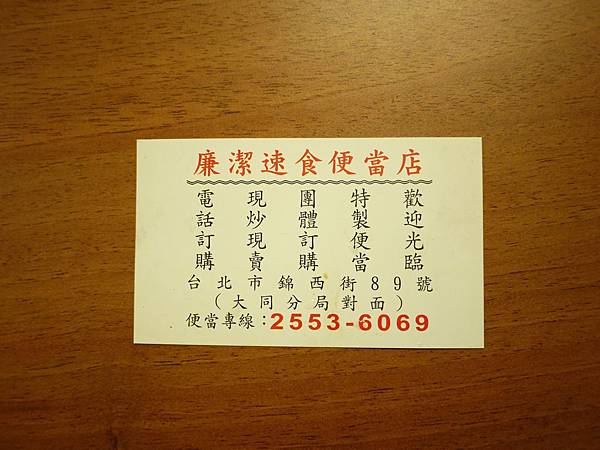 廉潔速食便當店
歡迎光臨
特製便當
團體訂購
現炒現賣
電話訂購
台北市錦西街89號
(大同分局對面)
便當專線：2553-6069